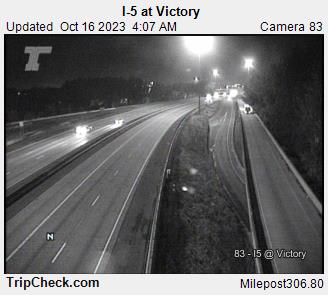 I-5 at Victory
Updated Oct 16 2023 4:07 AM Camera 83
T
N
83 - I5 @ Victory
TripCheck.com Milepost306.80